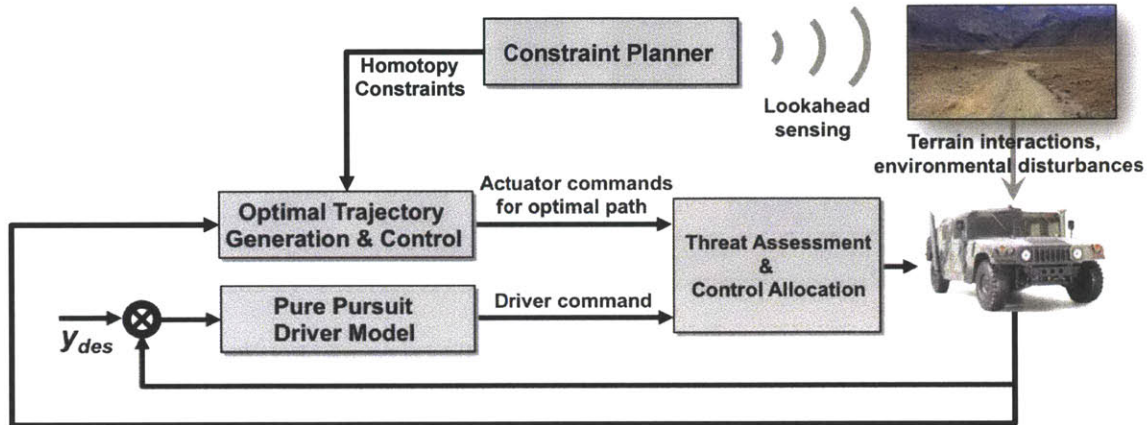 Constraint Planner
Homotopy
Constraints
Lookahead
sensing
Terrain interactions,
environmental disturbances
Optimal Trajectory
Generation & Control
Actuator commands
for optimal path
Threat Assessment
&
Control Allocation
Pure Pursuit
Driver Model
Driver command
y_des